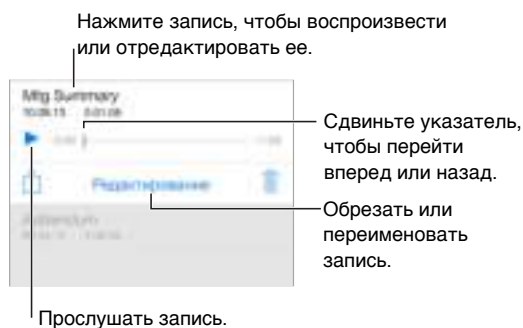 Нажмите запись, чтобы воспроизвести
или отредактировать ее.
Mtg Summary
Сдвиньте указатель,
чтобы перейти
вперед или назад.
Редактирование
Обрезать или
переименовать
запись.
Addendum
Прослушать запись.